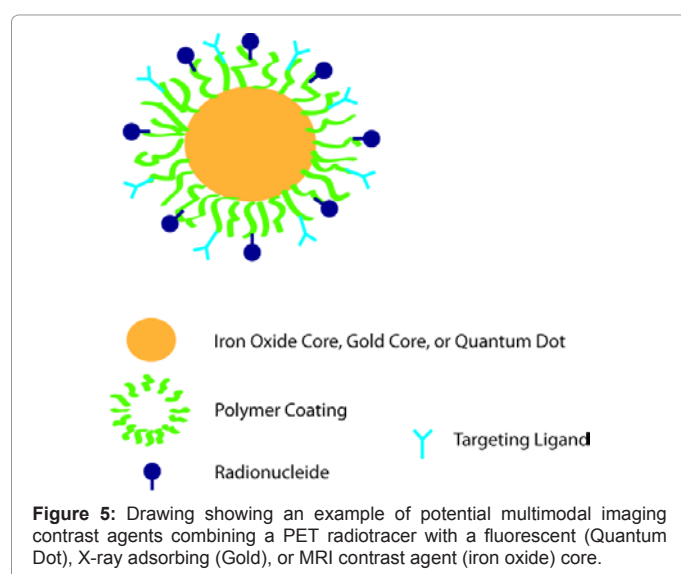 Iron Oxide Core, Gold Core, or Quantum Dot
Polymer Coating
Targeting Ligand
Radionucleide
Figure 5: Drawing showing an example of potential multimodal imaging
contrast agents combining a PET radiotracer with a fluorescent (Quantum
Dot), X-ray adsorbing (Gold), or MRI contrast agent (iron oxide) core.